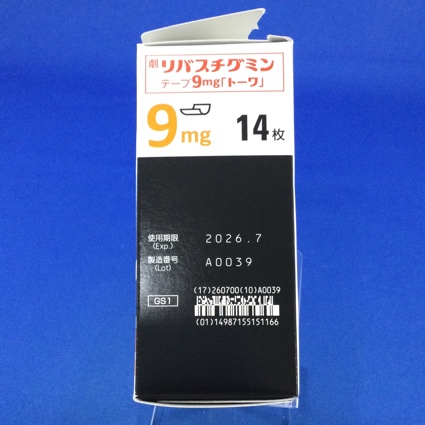 劇 リバスチグミン
テープ9mg「トーワ」
9mg 14枚
使用期限 2026.7
(Exp.)
製造番号 A0039
(Lot)
(17)260700(10)A0039
GS1
(01)14987155151166